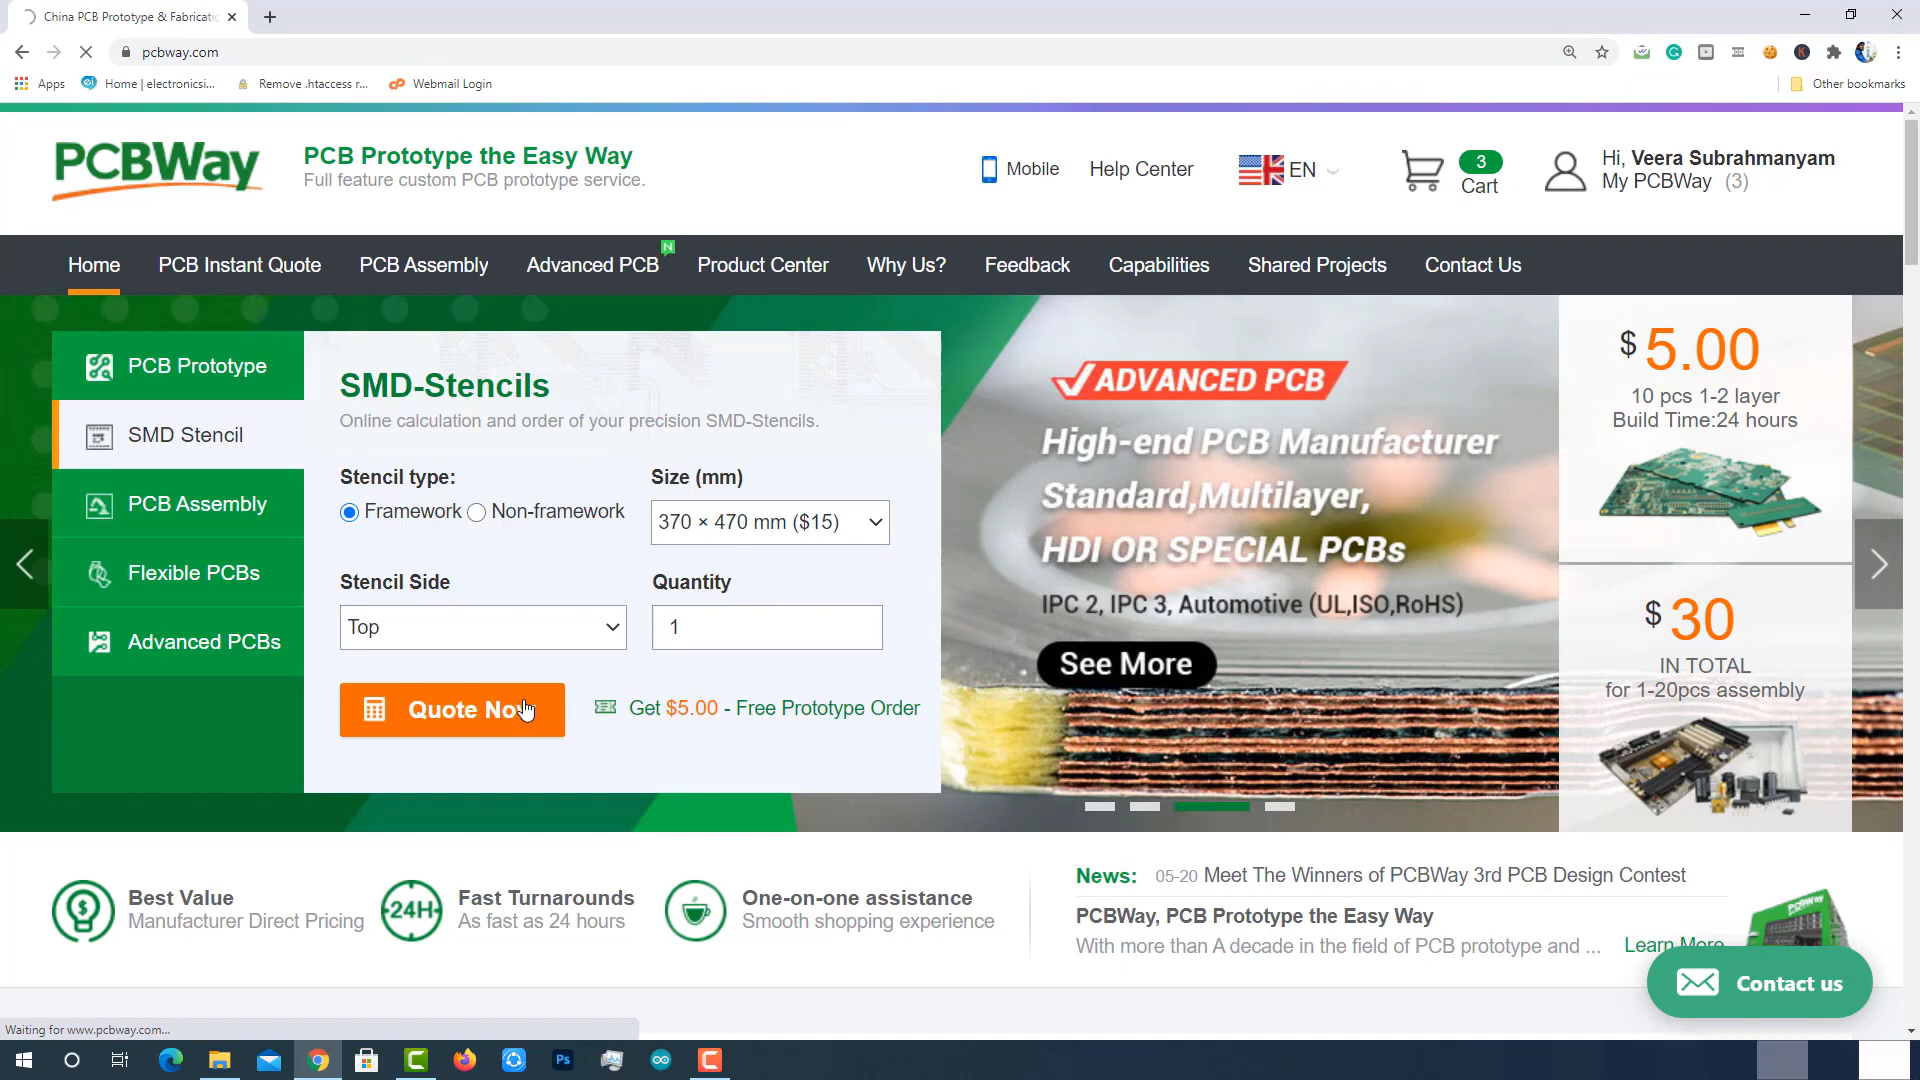 China PCB Prototype & Fabricatio
pcbway.com
Apps
Home | electronicsi...
Remove .htaccess r...
Webmail Login
Other bookmarks
PCBWay
PCB Prototype the Easy Way
Full feature custom PCB prototype service.
Mobile
Help Center
EN
3
Cart
Hi, Veera Subrahmanyam
My PCBWay (3)
Home
PCB Instant Quote
PCB Assembly
Advanced PCB
N
Product Center
Why Us?
Feedback
Capabilities
Shared Projects
Contact Us
PCB Prototype
SMD Stencil
PCB Assembly
Flexible PCBs
Advanced PCBs
SMD-Stencils
Online calculation and order of your precision SMD-Stencils.
Stencil type:
Framework Non-framework
Size (mm)
370 × 470 mm ($15)
Stencil Side
Top
Quantity
1
Quote Now
Get $5.00 - Free Prototype Order
ADVANCED PCB
High-end PCB Manufacturer
Standard,Multilayer,
HDI OR SPECIAL PCBs
IPC 2, IPC 3, Automotive (UL,ISO,RoHS)
See More
$ 5.00
10 pcs 1-2 layer
Build Time:24 hours
$ 30
IN TOTAL
for 1-20pcs assembly
Best Value
Manufacturer Direct Pricing
24H
Fast Turnarounds
As fast as 24 hours
One-on-one assistance
Smooth shopping experience
News: 05-20 Meet The Winners of PCBWay 3rd PCB Design Contest
PCBWay, PCB Prototype the Easy Way
With more than A decade in the field of PCB prototype and ... Learn More
PCBWay
Contact us
Waiting for www.pcbway.com...
Ps